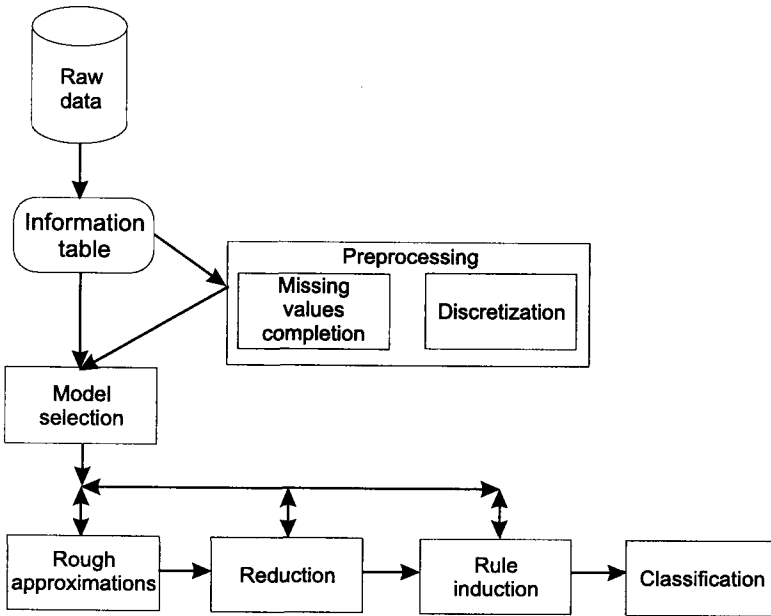 Raw
data
Information
table
Preprocessing
Missing
values
completion
Discretization
Model
selection
Rough
approximations
Reduction
Rule
induction
Classification